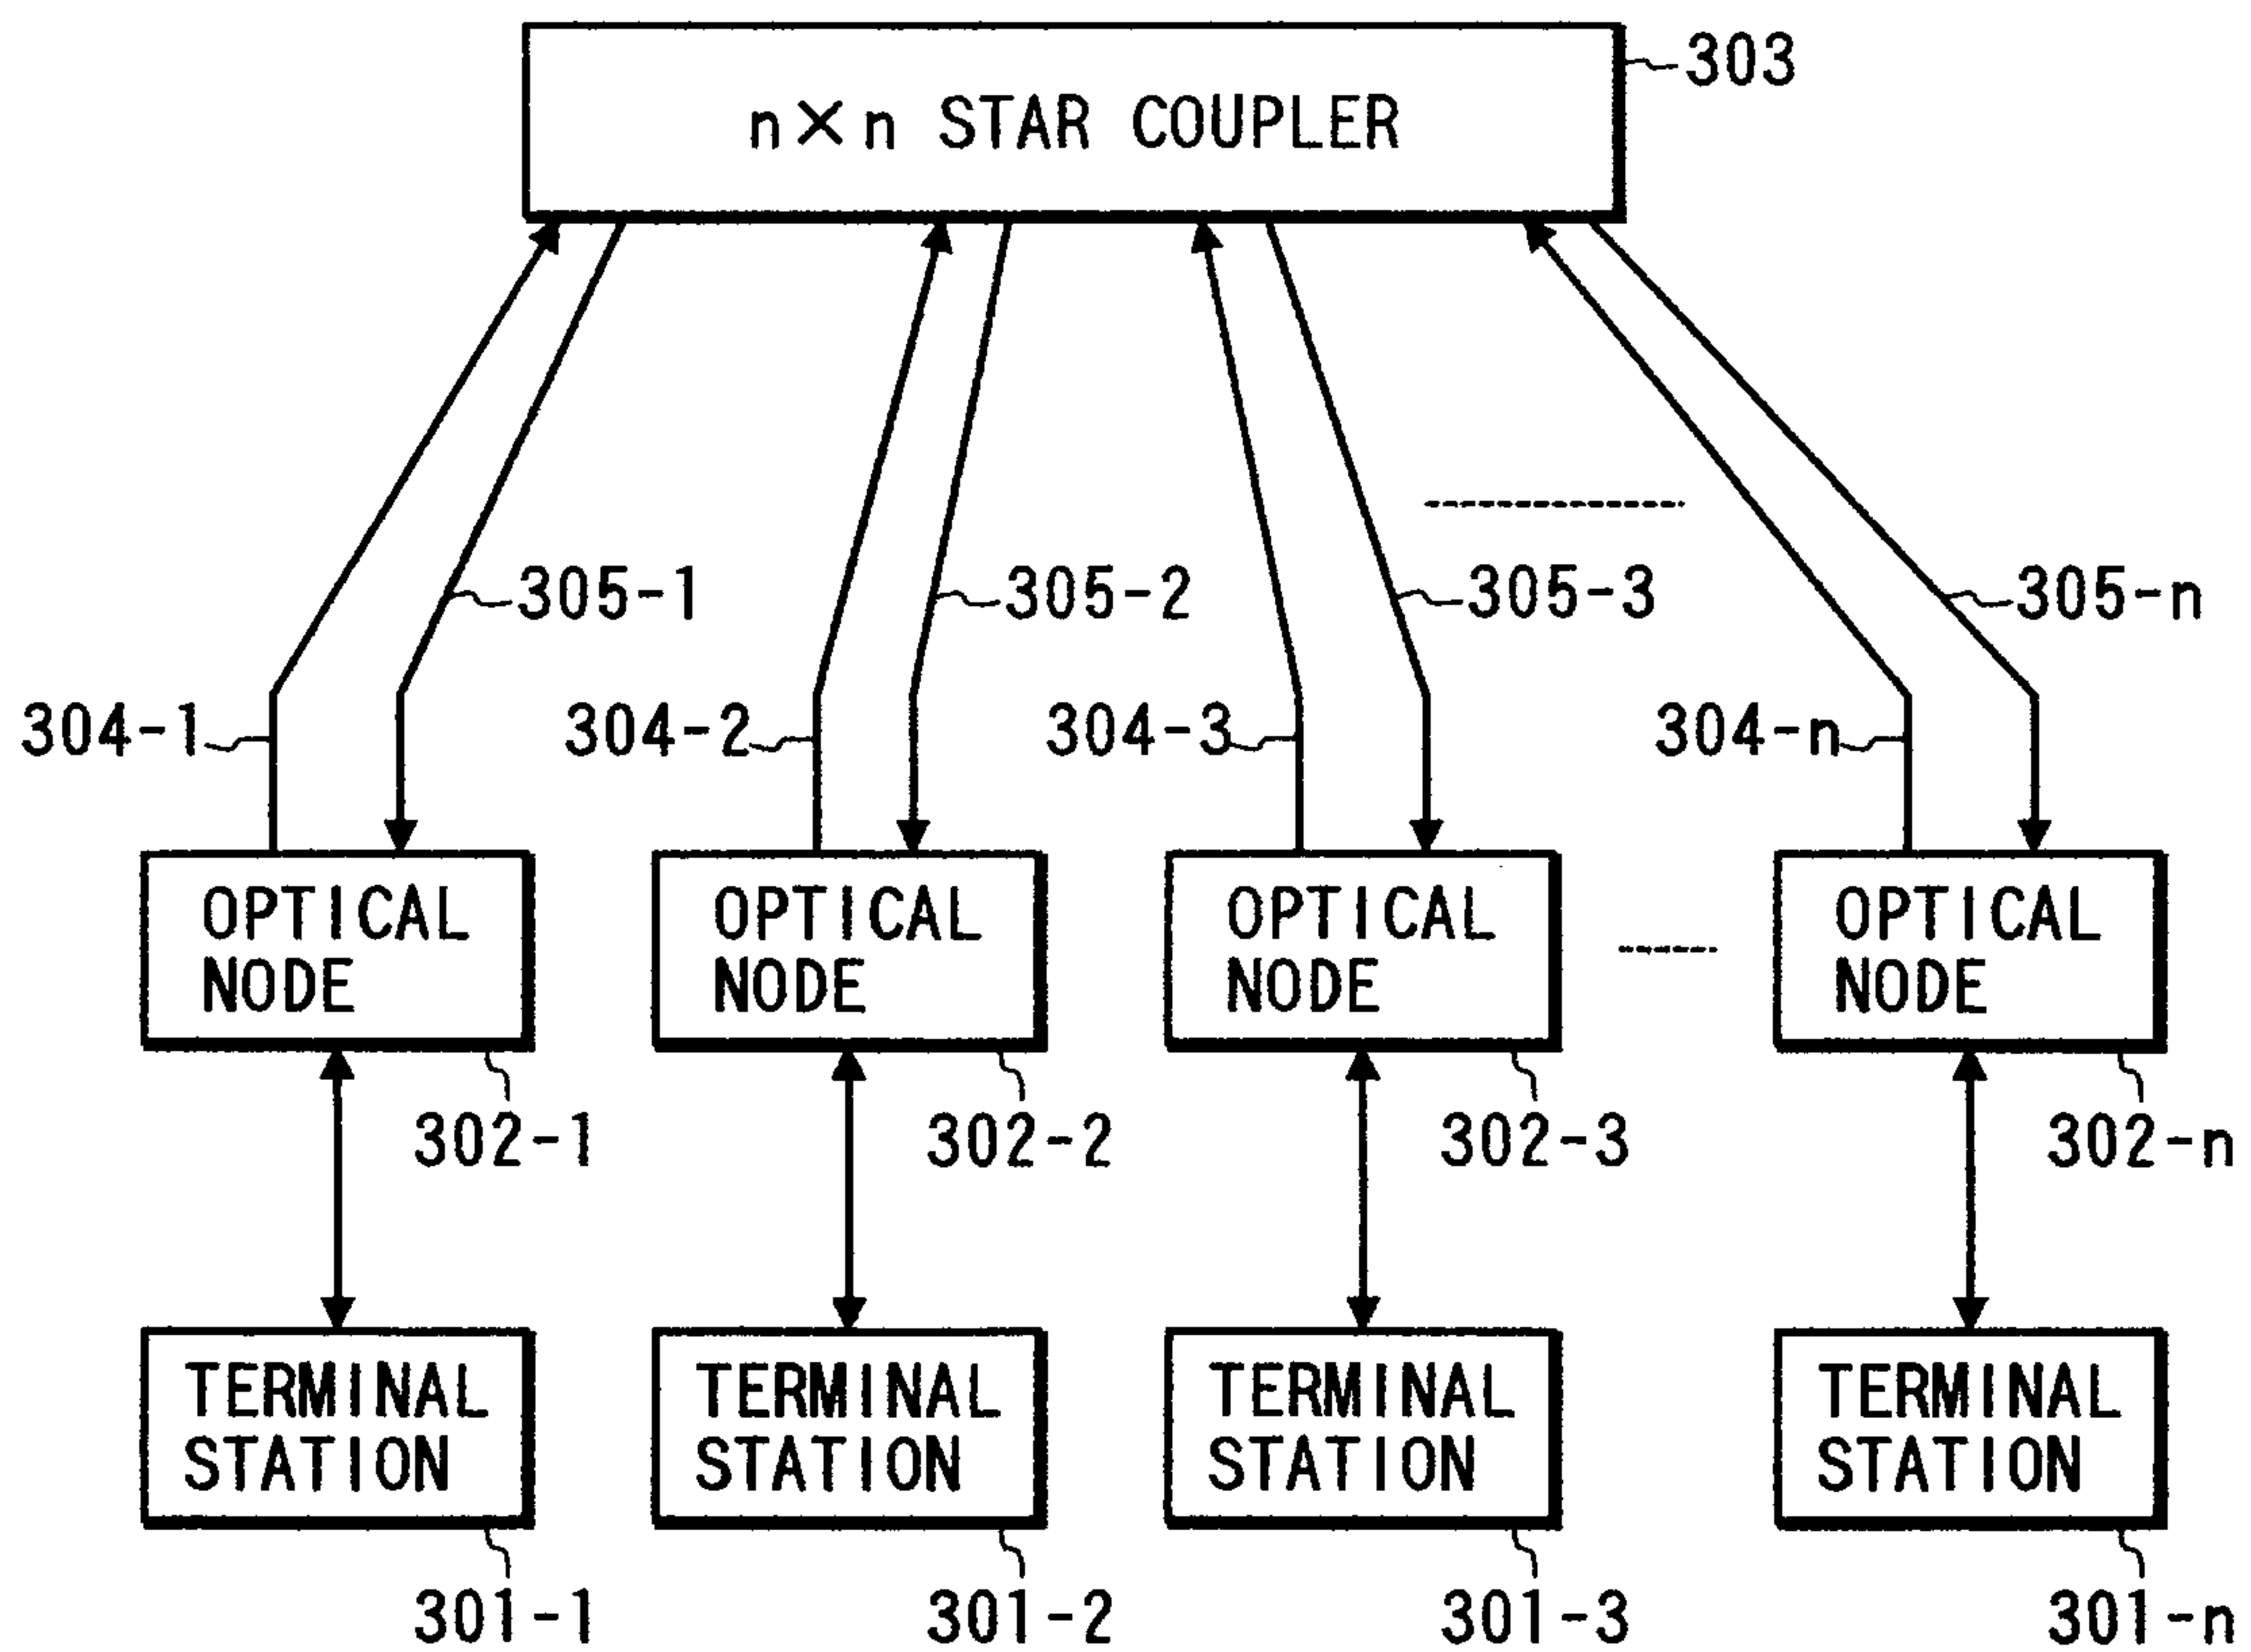 303
n×n STAR COUPLER
305-1
305-2
305-3
305-n
304-1
304-2
304-3
304-n
OPTICAL
NODE
OPTICAL
NODE
OPTICAL
NODE
OPTICAL
NODE
302-1
302-2
302-3
302-n
TERMINAL
STATION
TERMINAL
STATION
TERMINAL
STATION
TERMINAL
STATION
301-1
301-2
301-3
301-n